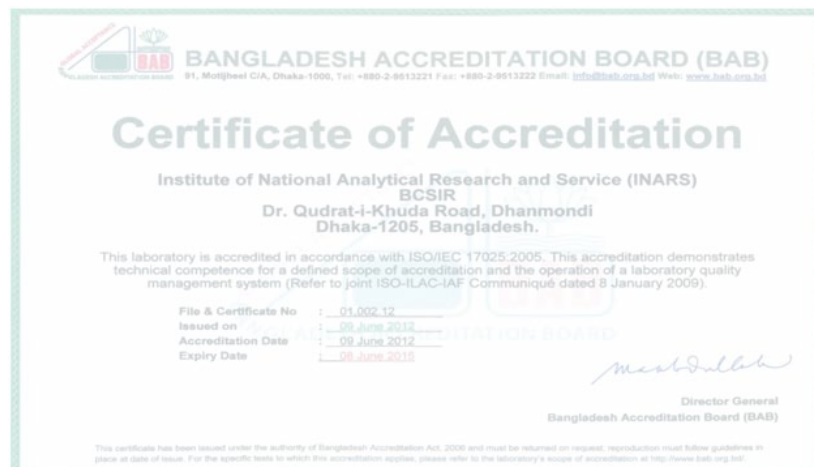 BAB
BANGLADESH ACCREDITATION BOARD (BAB)
91, Motijheel C/A, Dhaka-1000, Tel: +880-2-9513221 Fax: +880-2-9513222 Email: info@bab.org.bd Web: www.bab.org.bd
Certificate of Accreditation
Institute of National Analytical Research and Service (INARS)
BCSIR
Dr. Qudrat-i-Khuda Road, Dhanmondi
Dhaka-1205, Bangladesh.
This laboratory is accredited in accordance with ISO/IEC 17025:2005. This accreditation demonstrates
technical competence for a defined scope of accreditation and the operation of a laboratory quality
management system (Refer to joint ISO-ILAC-IAF Communiqué dated 8 January 2009).
File & Certificate No : 01.002.12
Issued on : 09 June 2012
Accreditation Date : 09 June 2012
Expiry Date : 08 June 2015
Director General
Bangladesh Accreditation Board (BAB)
This certificate has been issued under the authority of Bangladesh Accreditation Act, 2006 and must be returned on request, reproduction must follow guidelines in
place at date of issue. For the specific tests to which this accreditation applies, please refer to the laboratory's scope of accreditation at http://www.bab.org.bd/.